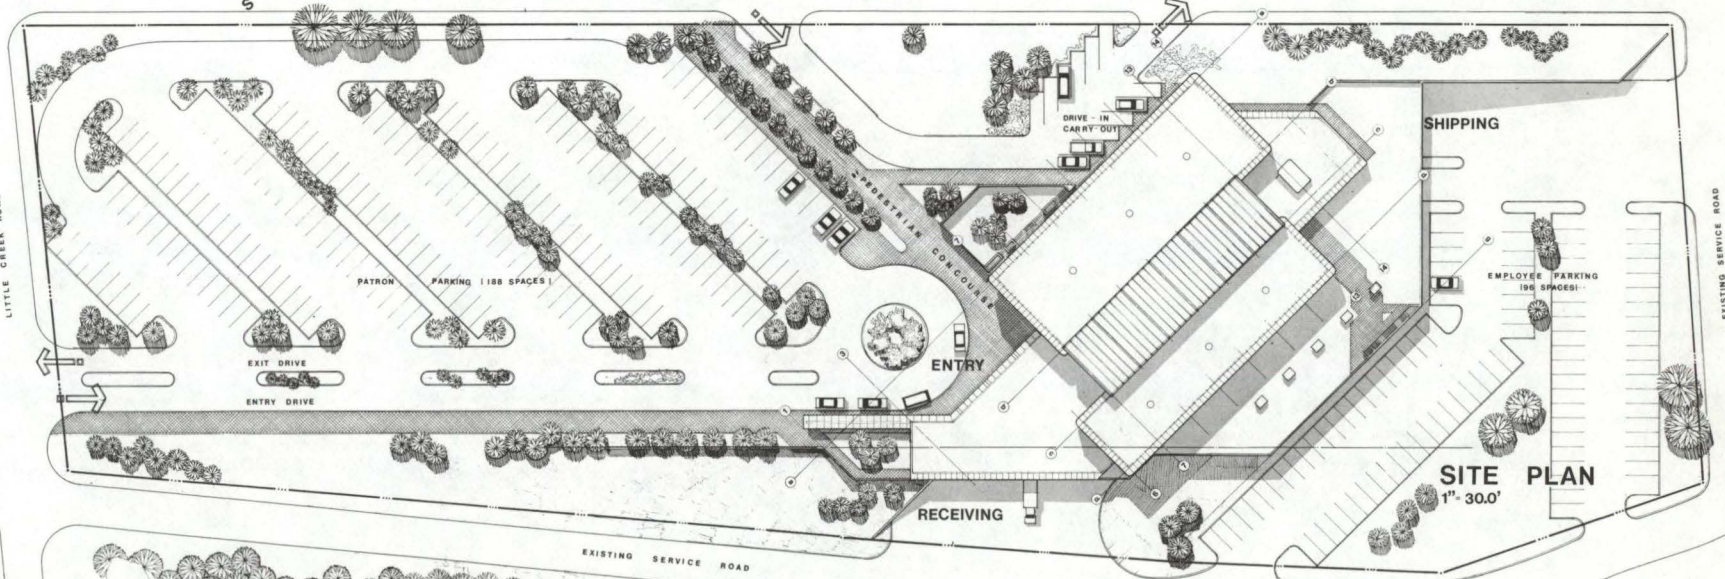 SHIPPING
DRIVE - IN
CARRY-OUT
PEDESTRIAN CONCOURSE
EMPLOYEE PARKING
(96 SPACES)
PATRON PARKING (188 SPACES)
LITTLE CREEK
EXISTING SERVICE ROAD
EXIT DRIVE
ENTRY
ENTRY DRIVE
SITE PLAN
1"= 30.0'
RECEIVING
EXISTING SERVICE ROAD